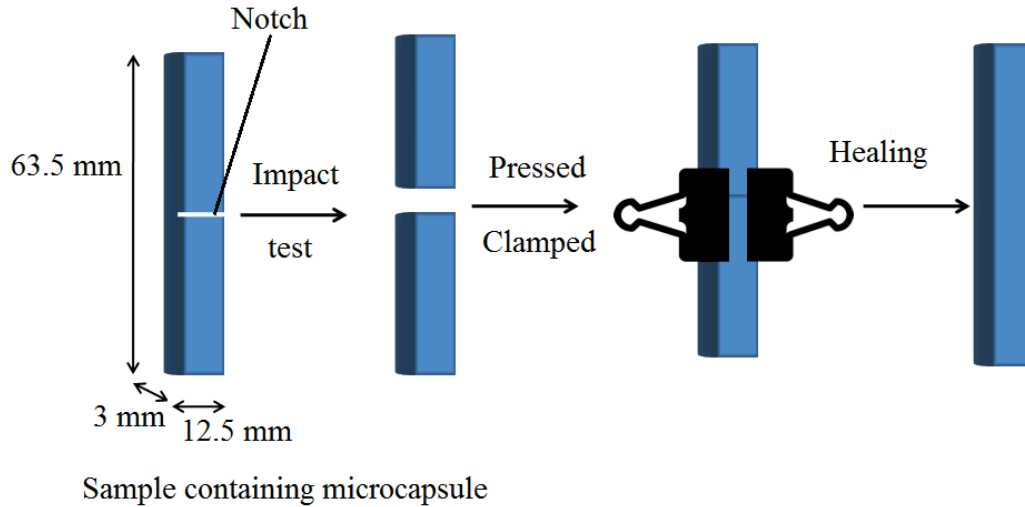 Notch
63.5 mm
Impact
test
Pressed
Clamped
Healing
3 mm
12.5 mm
Sample containing microcapsule